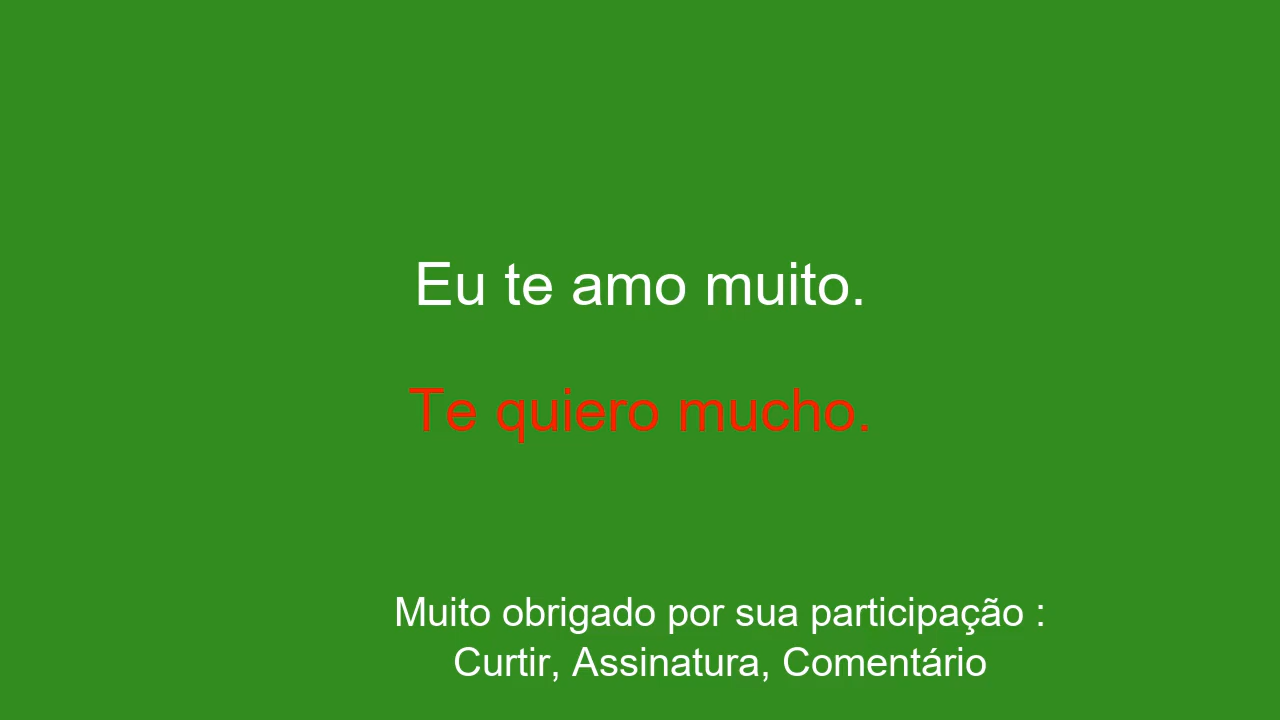 Eu te amo muito.
Te quiero mucho.
Muito obrigado por sua participação :
Curtir, Assinatura, Comentário